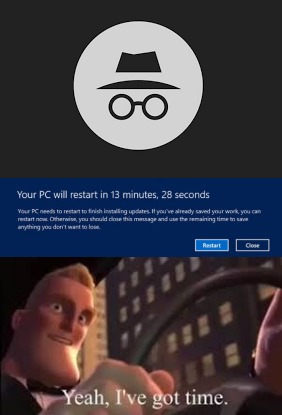 Your PC will restart in 13 minutes, 28 seconds
Your PC needs to restart to finish installing updates. If you've already saved your work, you can
restart now. Otherwise, you should close this message and use the remaining time to save
anything you don't want to lose.
Restart Close
Yeah, I've got time.